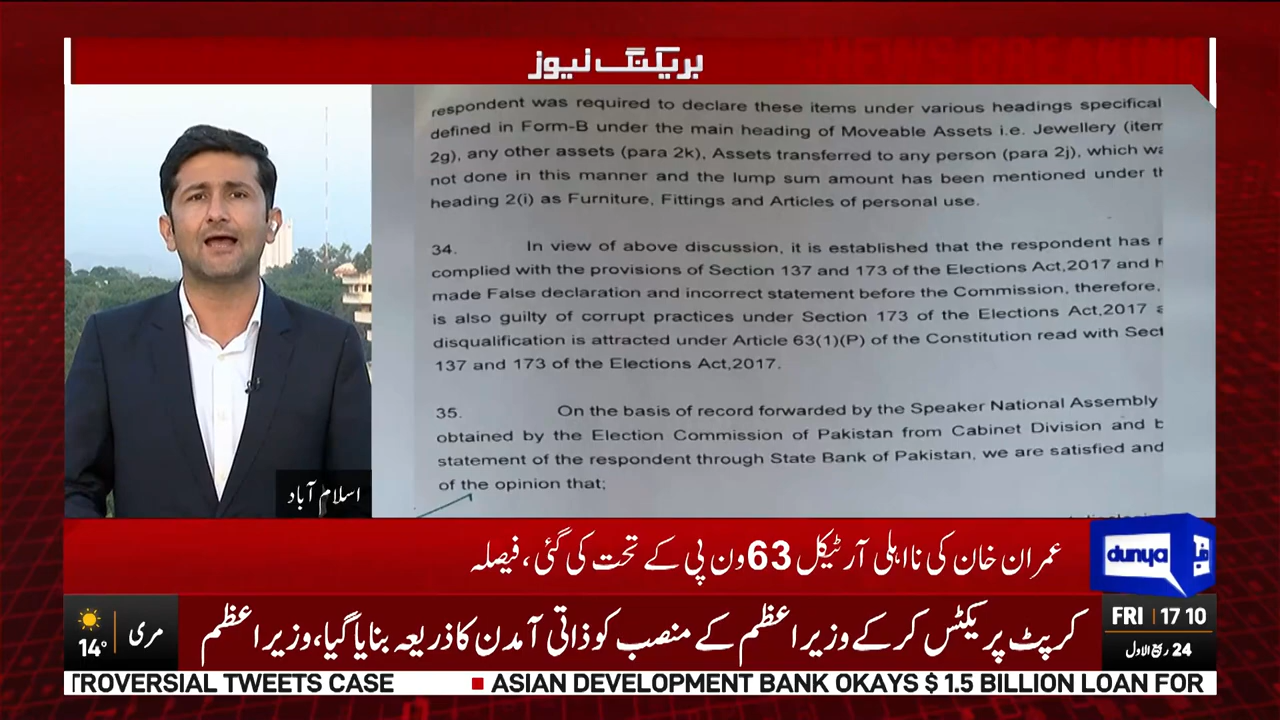 بریکنگ نیوز
respondent was required to declare these items under various headings specifical
defined in Form-B under the main heading of Moveable Assets i.e. Jewellery (item
2g), any other assets (para 2k), Assets transferred to any person (para 2j), which wa
not done in this manner and the lump sum amount has been mentioned under th
heading 2(i) as Furniture, Fittings and Articles of personal use.
34. In view of above discussion, it is established that the respondent has
complied with the provisions of Section 137 and 173 of the Elections Act,2017 and
made False declaration and incorrect statement before the Commission, therefore,
is also guilty of corrupt practices under Section 173 of the Elections Act,2017
disqualification is attracted under Article 63(1)(P) of the Constitution read with Sect
137 and 173 of the Elections Act,2017.
35. On the basis of record forwarded by the Speaker National Assembly
obtained by the Election Commission of Pakistan from Cabinet Division and
statement of the respondent through State Bank of Pakistan, we are satisfied and
of the opinion that;
اسلام آباد
عمران خان کی نااہلی آرٹیکل 63 ون پی کے تحت کی گئی، فیصلہ
dunya
کرپٹ پریکٹس کر کے وزیراعظم کے منصب کو ذاتی آمدن کا ذریعہ بنایا گیا، وزیراعظم
مری
14°
FRI 17 10
24 ربیع الاول
TROVERSIAL TWEETS CASE
ASIAN DEVELOPMENT BANK OKAYS $ 1.5 BILLION LOAN FOR